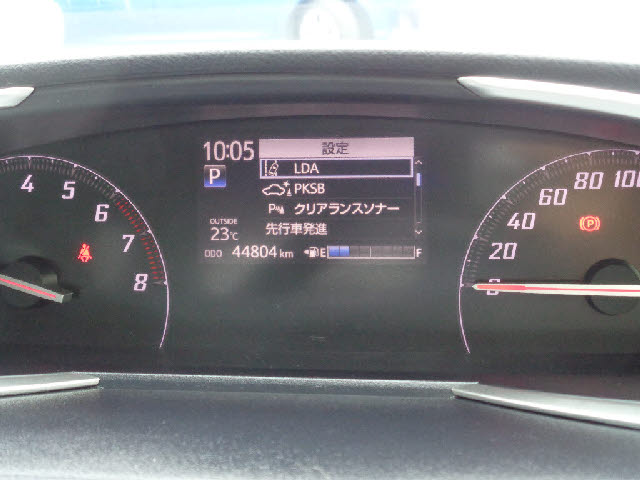 10:05 設定
P LDA
PKSB
P クリアランスソナー
OUTSIDE 先行車発進
23℃
ODO 44804 km E F
4 5 6 7 8
0 20 40 60 80 100
P